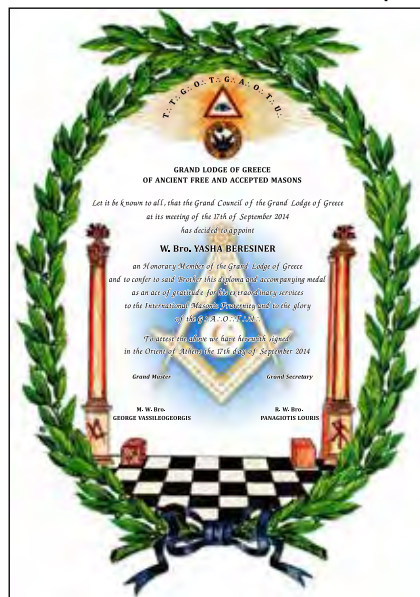 T∴ T∴ G∴ O∴ T∴ G∴ A∴ O∴ T∴ U∴
GRAND LODGE OF GREECE
OF ANCIENT FREE AND ACCEPTED MASONS
Let it be known to all, that the Grand Council of the Grand Lodge of Greece
at its meeting of the 17th of September 2014
has decided to appoint
W. Bro. YASHA BERESINER
an Honorary Member of the Grand Lodge of Greece
and to confer to said Brother this diploma and accompanying medal
as an act of gratitude for his extraordinary services
to the International Masonic Fraternity and to the glory
of the G∴A∴O∴T∴U∴
To attest the above we have herewith signed
in the Orient of Athens the 17th day of September 2014
Grand Master Grand Secretary
M. W. Bro. R. W. Bro.
GEORGE VASSILEOGEORGIS PANAGIOTIS LOURIS